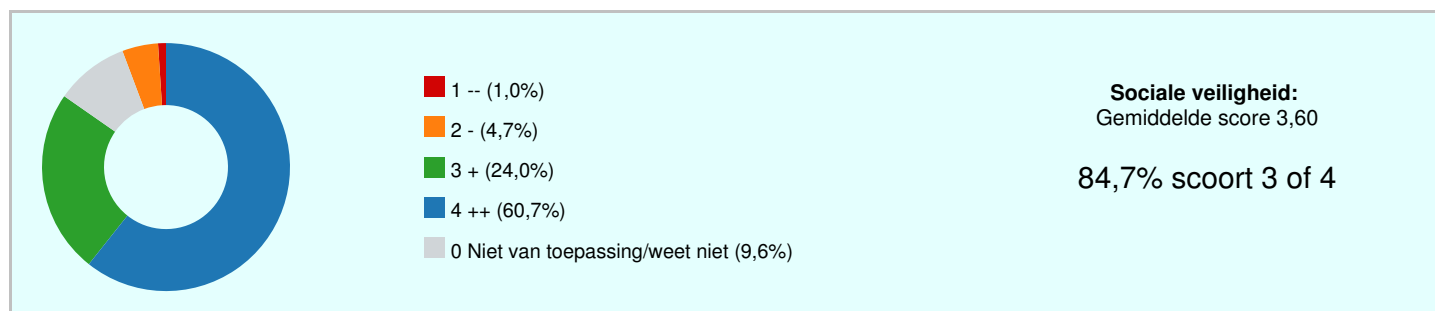 1 -- (1,0%)
2 - (4,7%)
3 + (24,0%)
4 ++ (60,7%)
0 Niet van toepassing/weet niet (9,6%)
Sociale veiligheid:
Gemiddelde score 3,60
84,7% scoort 3 of 4